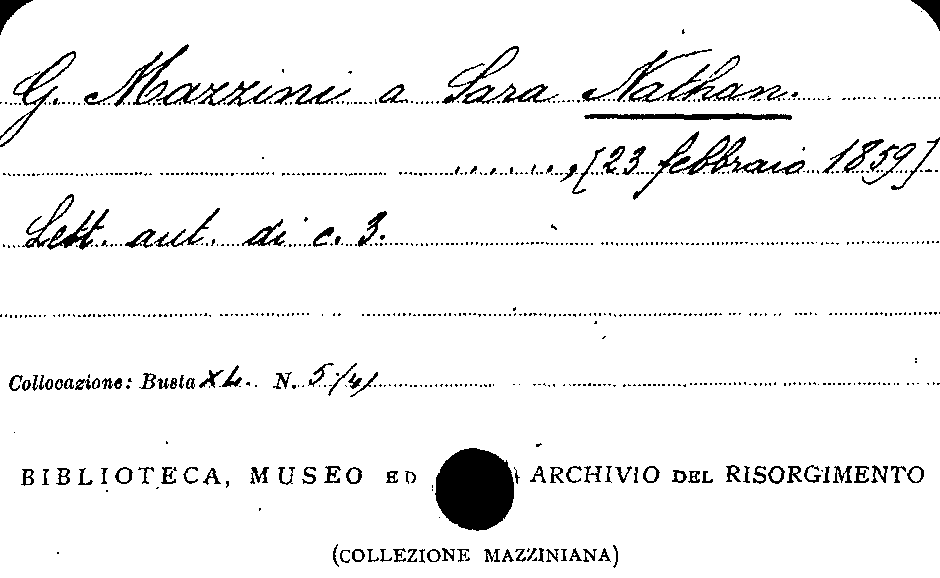 G. Mazzini a Sara Nathan.
......, [23 febbraio 1859]
Lett. aut. di c. 3.
Collocazione: Busta XL. N. 5/4/
BIBLIOTECA, MUSEO ED ARCHIVIO DEL RISORGIMENTO
(COLLEZIONE MAZZINIANA)